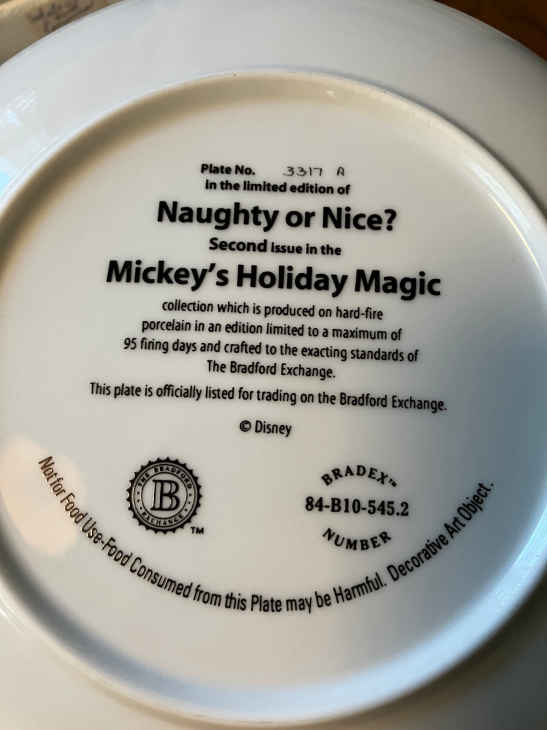 Plate No. 3317 A
in the limited edition of
Naughty or Nice?
Second issue in the
Mickey's Holiday Magic
collection which is produced on hard-fire
porcelain in an edition limited to a maximum of
95 firing days and crafted to the exacting standards of
The Bradford Exchange.
This plate is officially listed for trading on the Bradford Exchange.
© Disney
THE BRADFORD
B
EXCHANGE
TM
BRADEX™
84-B10-545.2
NUMBER
Not for Food Use-Food Consumed from this Plate may be Harmful. Decorative Art Object.